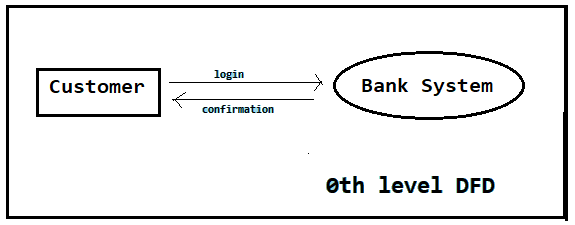 login
Customer
Bank System
confirmation
0th level DFD